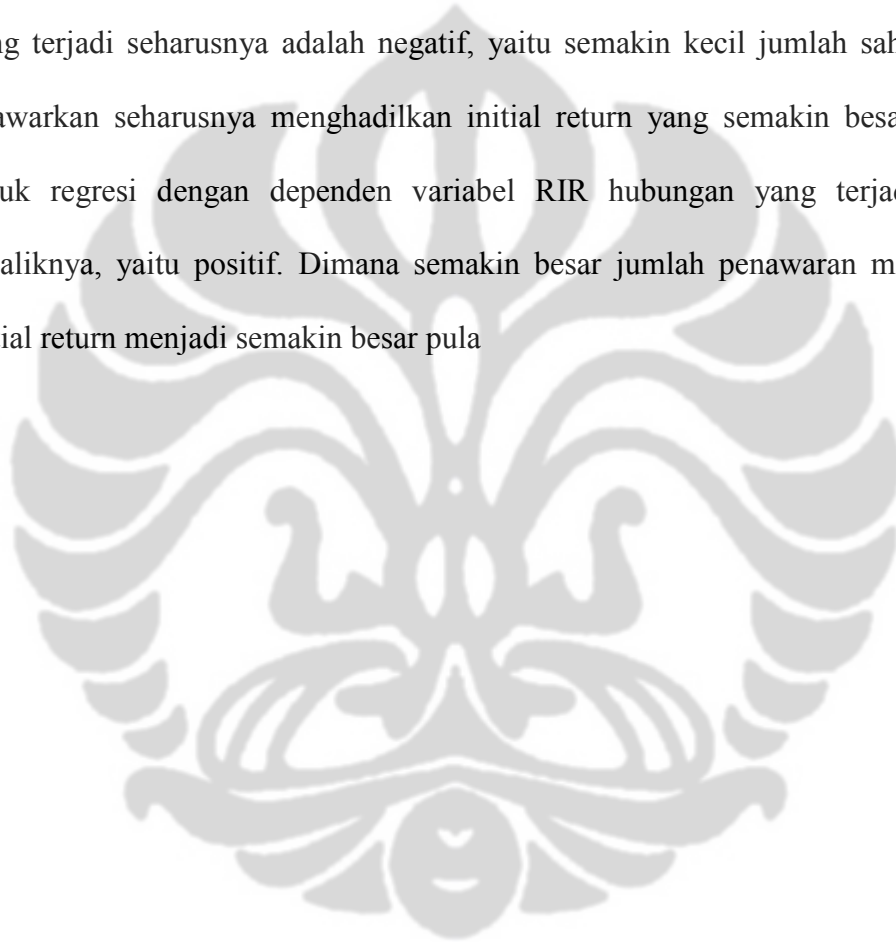 ng terjadi seharusnya adalah negatif, yaitu semakin kecil jumlah sah
awarkan seharusnya menghadilkan initial return yang semakin besa
tuk regresi dengan dependen variabel RIR hubungan yang terjad
aliknya, yaitu positif. Dimana semakin besar jumlah penawaran m
ial return menjadi semakin besar pula